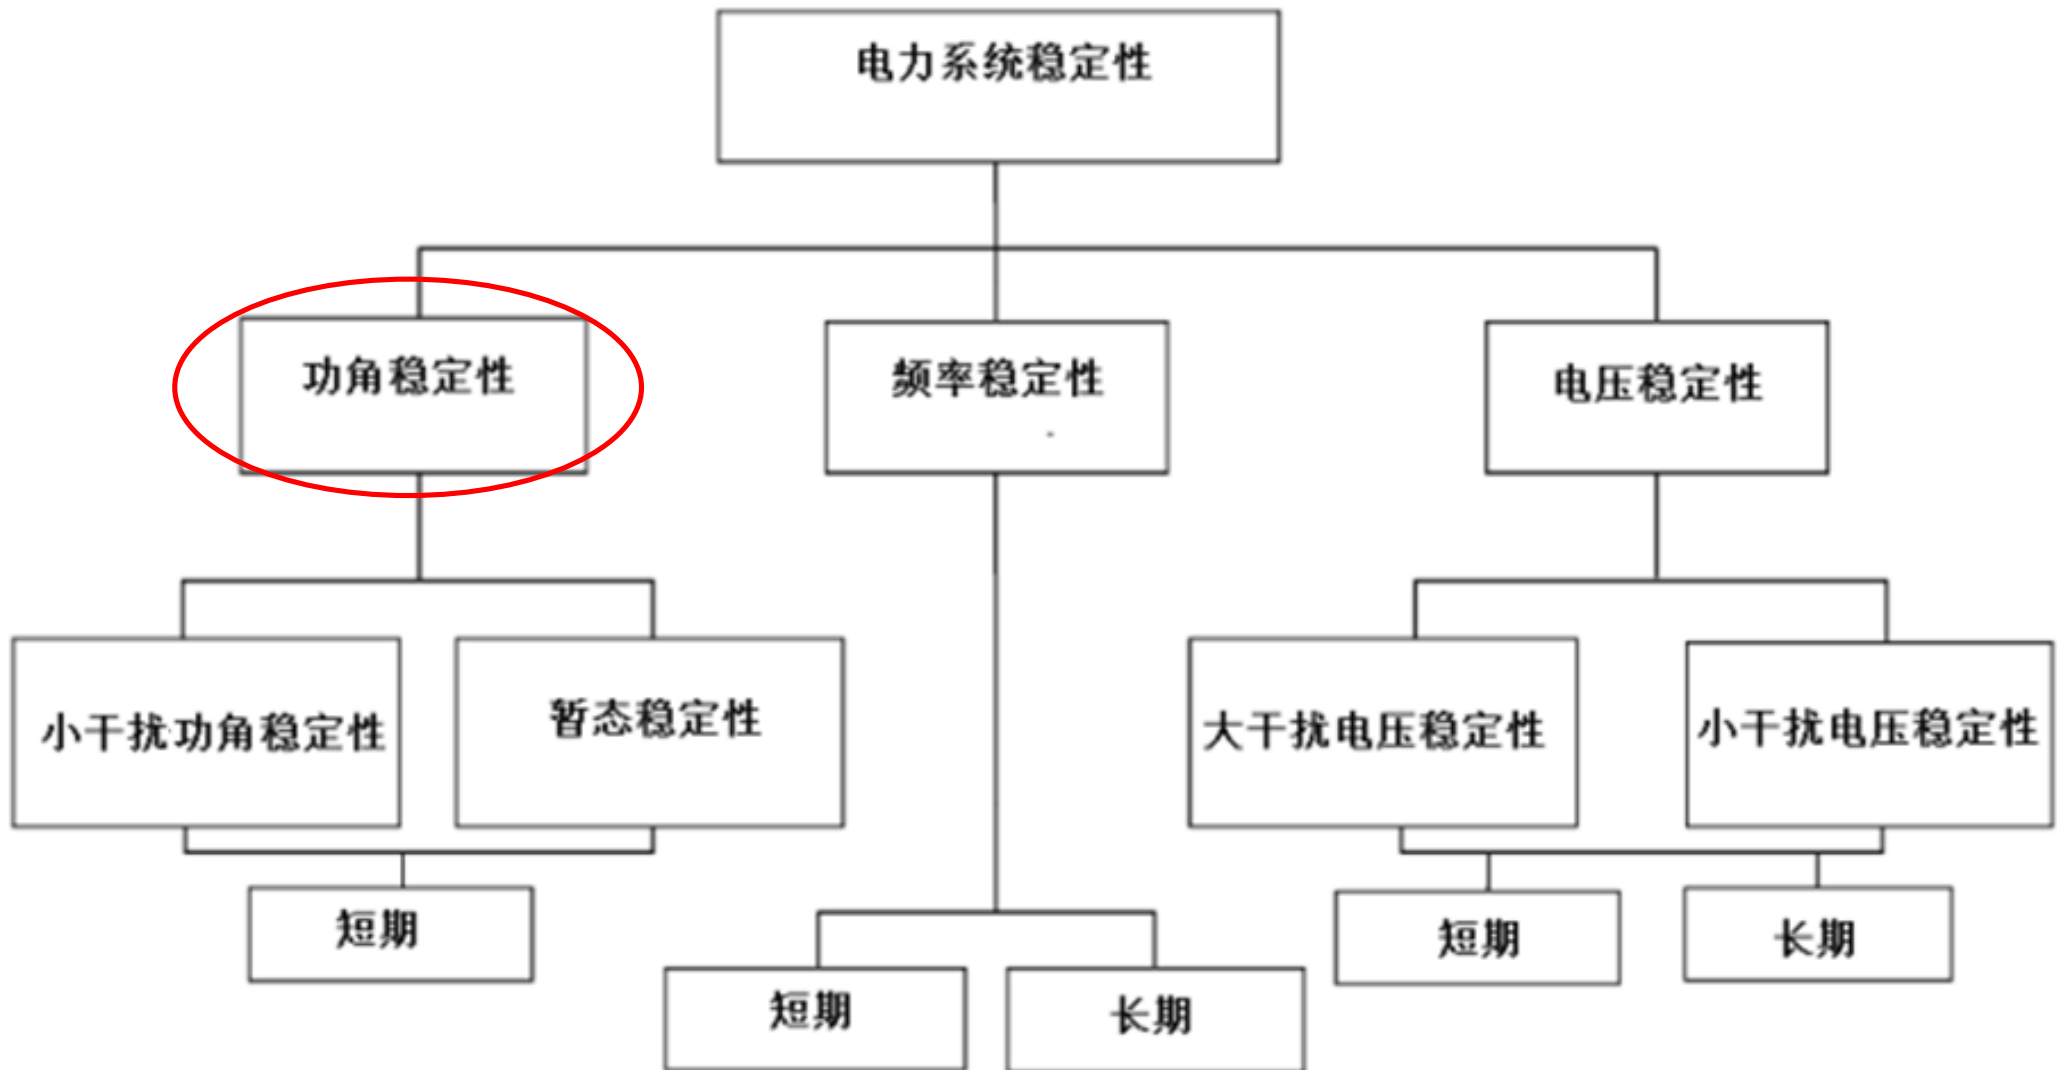 电力系统稳定性
功角稳定性
频率稳定性
电压稳定性
小干扰功角稳定性
暂态稳定性
大干扰电压稳定性
小干扰电压稳定性
短期
短期
长期
短期
长期